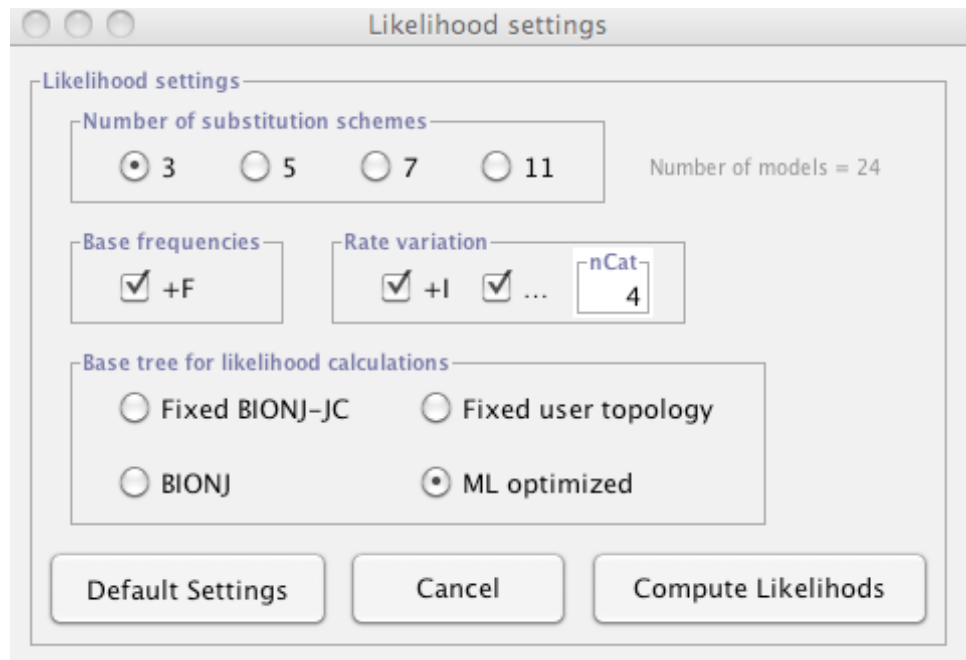 Likelihood settings
Likelihood settings
Number of substitution schemes
3 5 7 11 Number of models = 24
Base frequencies Rate variation nCat
+F +I ... 4
Base tree for likelihood calculations
Fixed BIONJ-JC Fixed user topology
BIONJ ML optimized
Default Settings Cancel Compute Likelihods